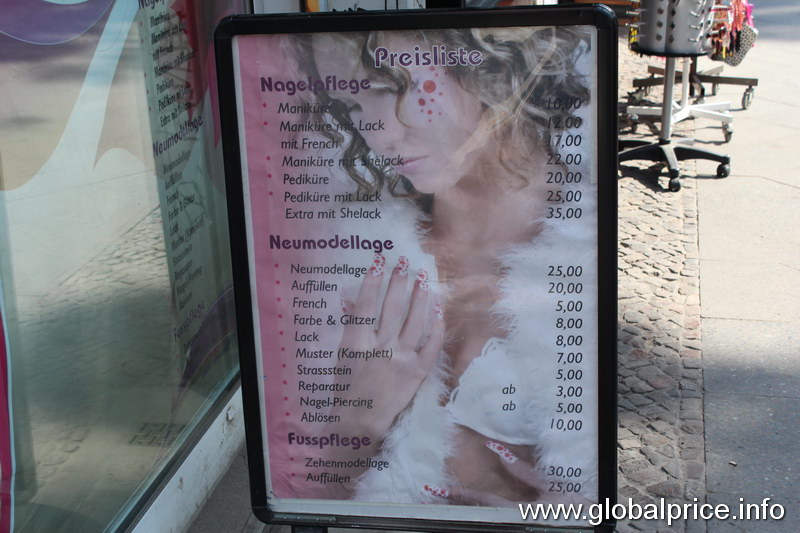 Preisliste
Nagelpflege
* Maniküre 10,00
* Maniküre mit Lack 12,00
mit French 17,00
* Maniküre mit Shelack 22,00
* Pediküre 20,00
* Pediküre mit Lack 25,00
* Extra mit Shelack 35,00
Neumodellage
* Neumodellage 25,00
* Auffüllen 20,00
* French 5,00
* Farbe & Glitzer 8,00
* Lack 8,00
* Muster (Komplett) 7,00
* Strassstein 5,00
* Reparatur ab 3,00
* Nagel-Piercing ab 5,00
* Ablösen 10,00
Fusspflege
* Zehenmodellage 30,00
* Auffüllen 25,00
www.globalprice.info